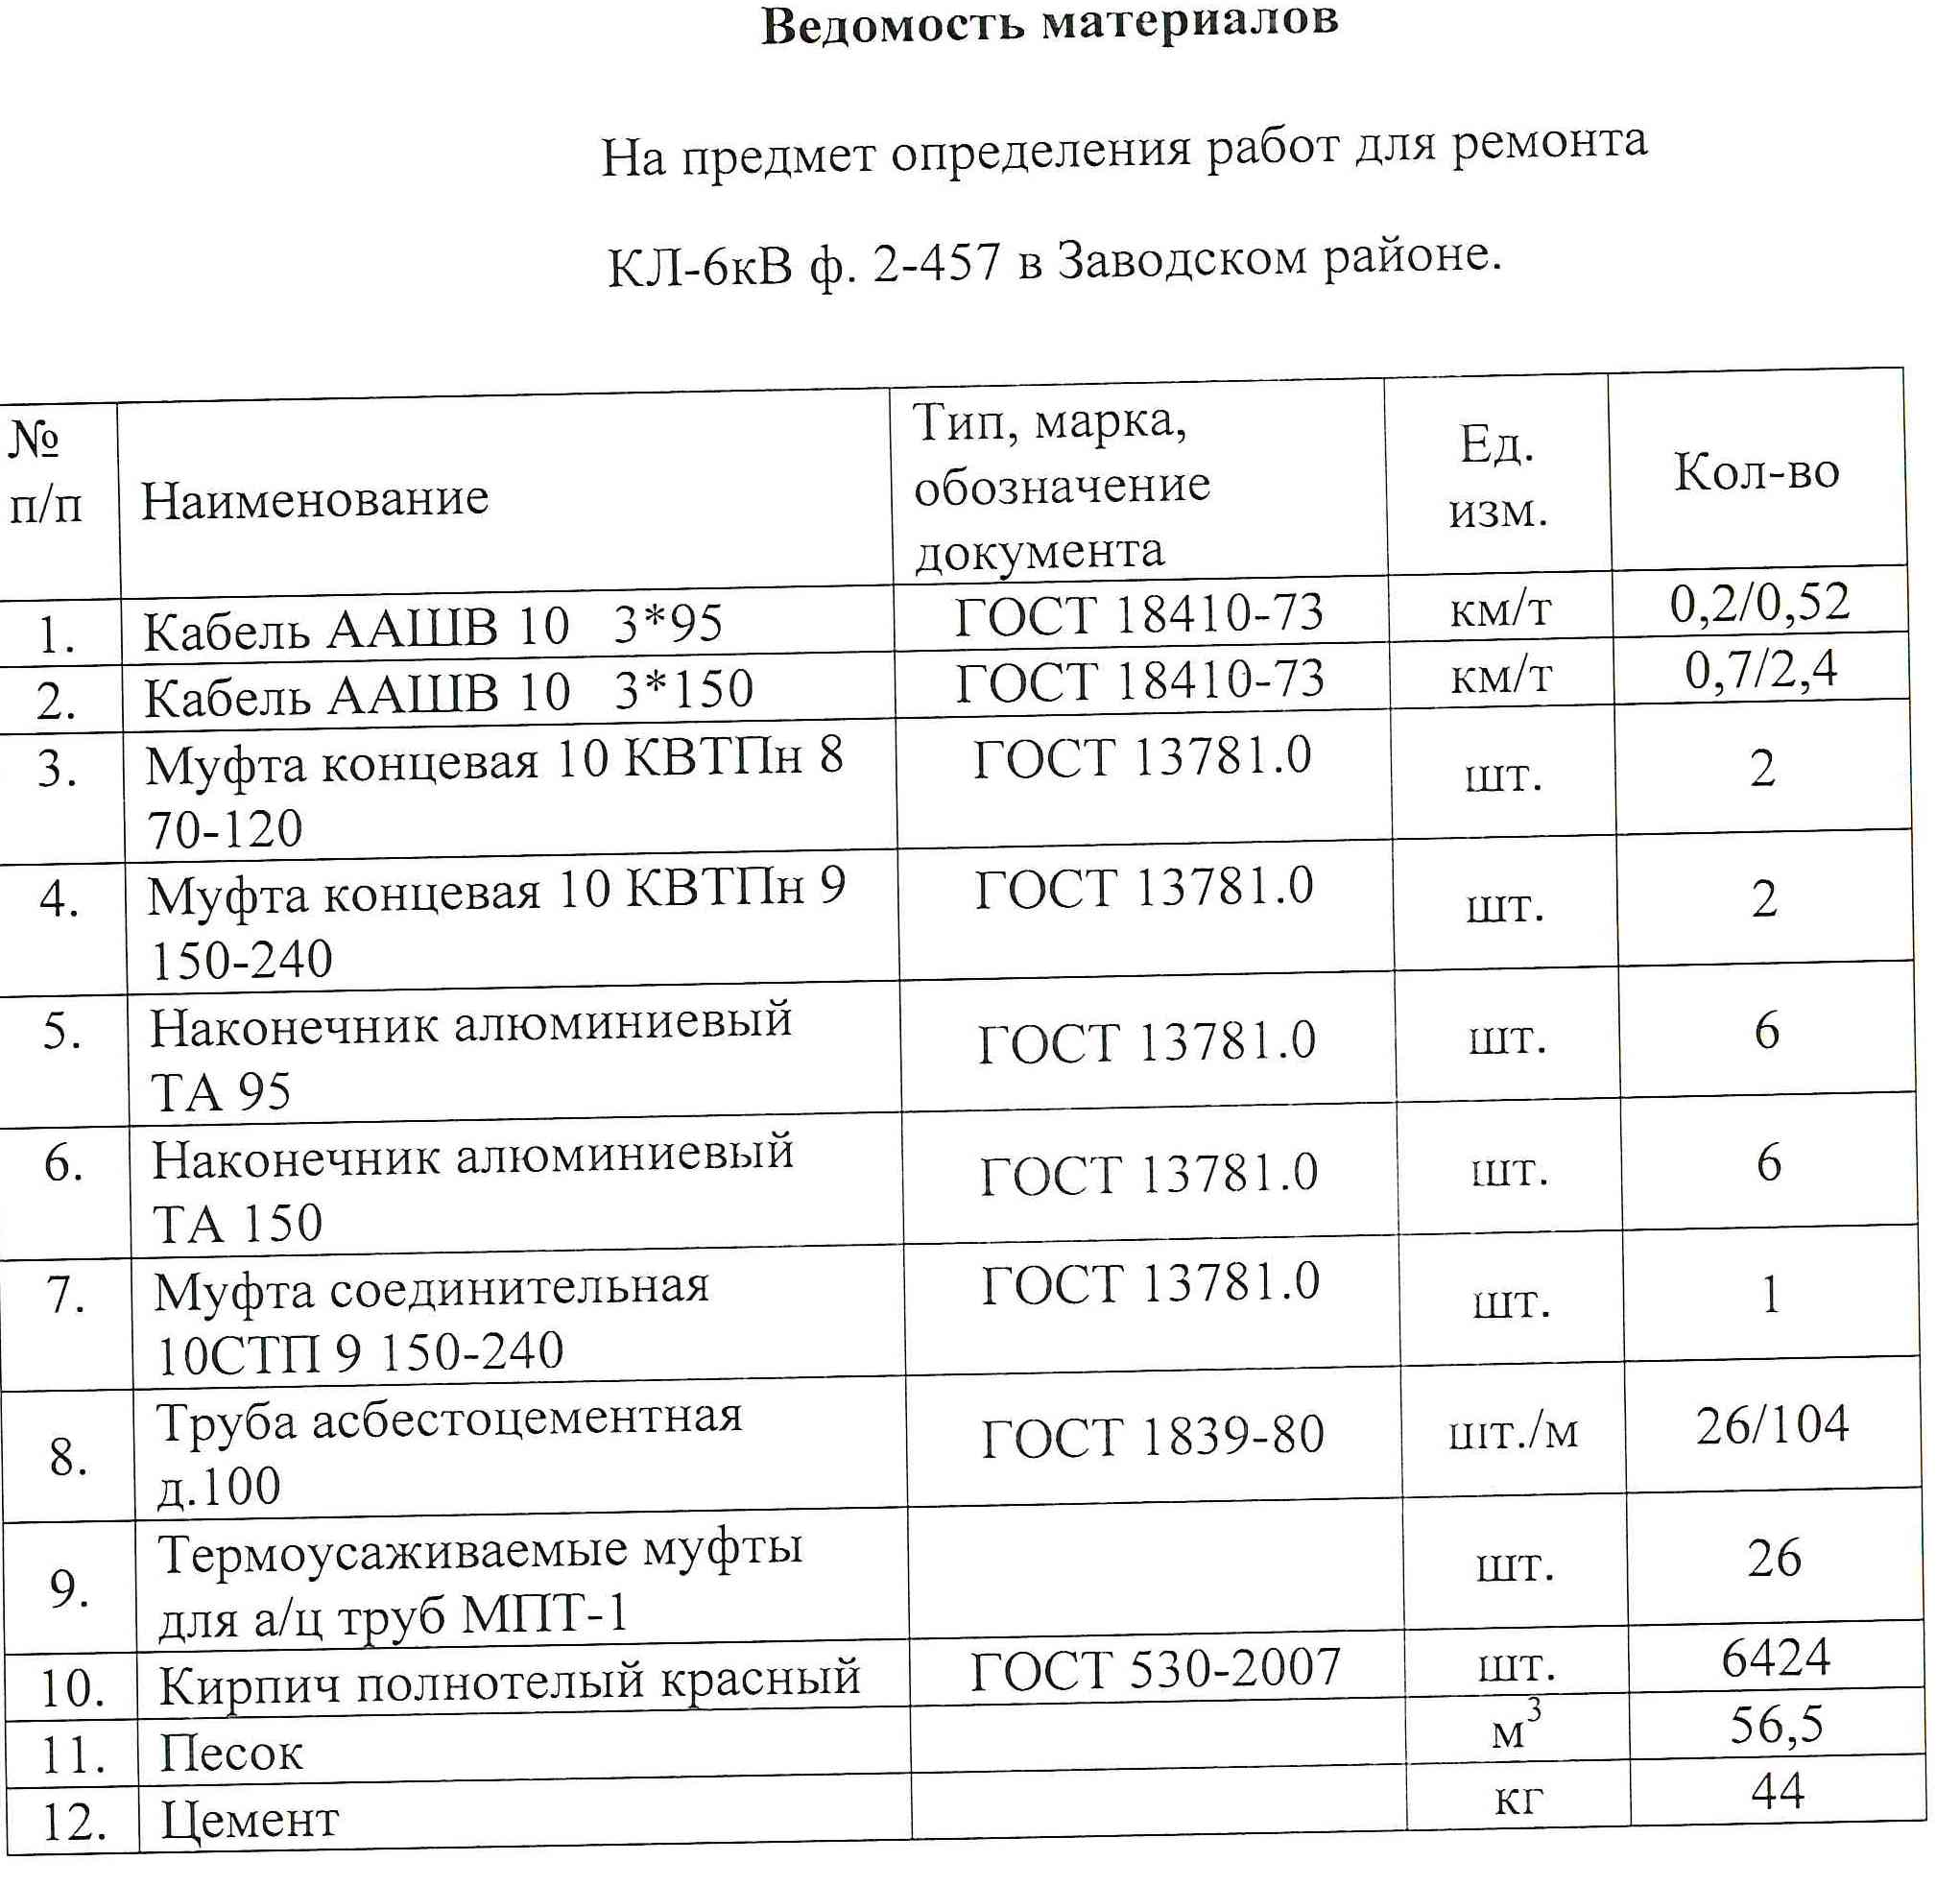 Ведомость материалов
На предмет определения работ для ремонта
КЛ-6кВ ф. 2-457 в Заводском районе.
№ п/п Наименование Тип, марка, обозначение документа Ед. изм. Кол-во
1. Кабель ААШВ 10 3*95 ГОСТ 18410-73 км/т 0,2/0,52
2. Кабель ААШВ 10 3*150 ГОСТ 18410-73 км/т 0,7/2,4
3. Муфта концевая 10 КВТПн 8 ГОСТ 13781.0 шт. 2
70-120
4. Муфта концевая 10 КВТПн 9 ГОСТ 13781.0 шт. 2
150-240
5. Наконечник алюминиевый ГОСТ 13781.0 шт. 6
ТА 95
6. Наконечник алюминиевый ГОСТ 13781.0 шт. 6
ТА 150
7. Муфта соединительная ГОСТ 13781.0 шт. 1
10СТП 9 150-240
8. Труба асбестоцементная ГОСТ 1839-80 шт./м 26/104
д.100
9. Термоусаживаемые муфты шт. 26
для а/ц труб МПТ-1
10. Кирпич полнотелый красный ГОСТ 530-2007 шт. 6424
11. Песок м³ 56,5
12. Цемент кг 44